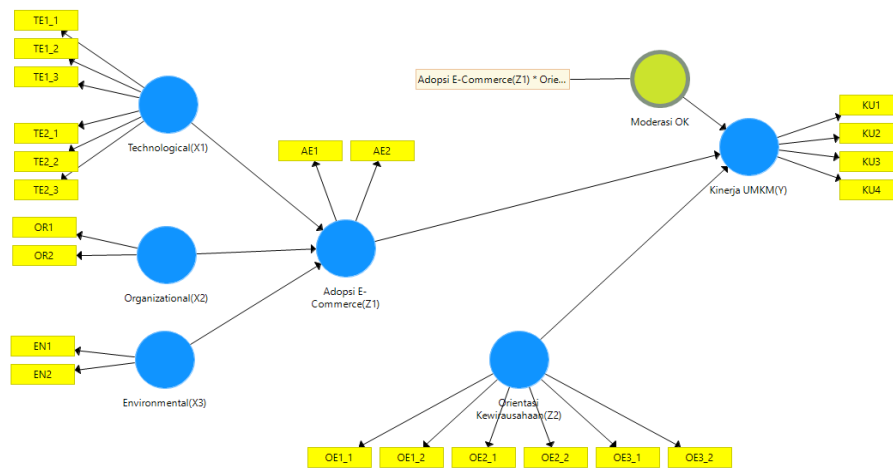 TE1_1
TE1_2
TE1_3
TE2_1
TE2_2
TE2_3
Technological(X1)
OR1
OR2
Organizational(X2)
EN1
EN2
Environmental(X3)
AE1
AE2
Adopsi E-
Commerce(Z1)
Adopsi E-Commerce(Z1) * Orie...
Moderasi OK
KU1
KU2
KU3
KU4
Kinerja UMKM(Y)
Orientasi
Kewirausahaan(Z2)
OE1_1
OE1_2
OE2_1
OE2_2
OE3_1
OE3_2